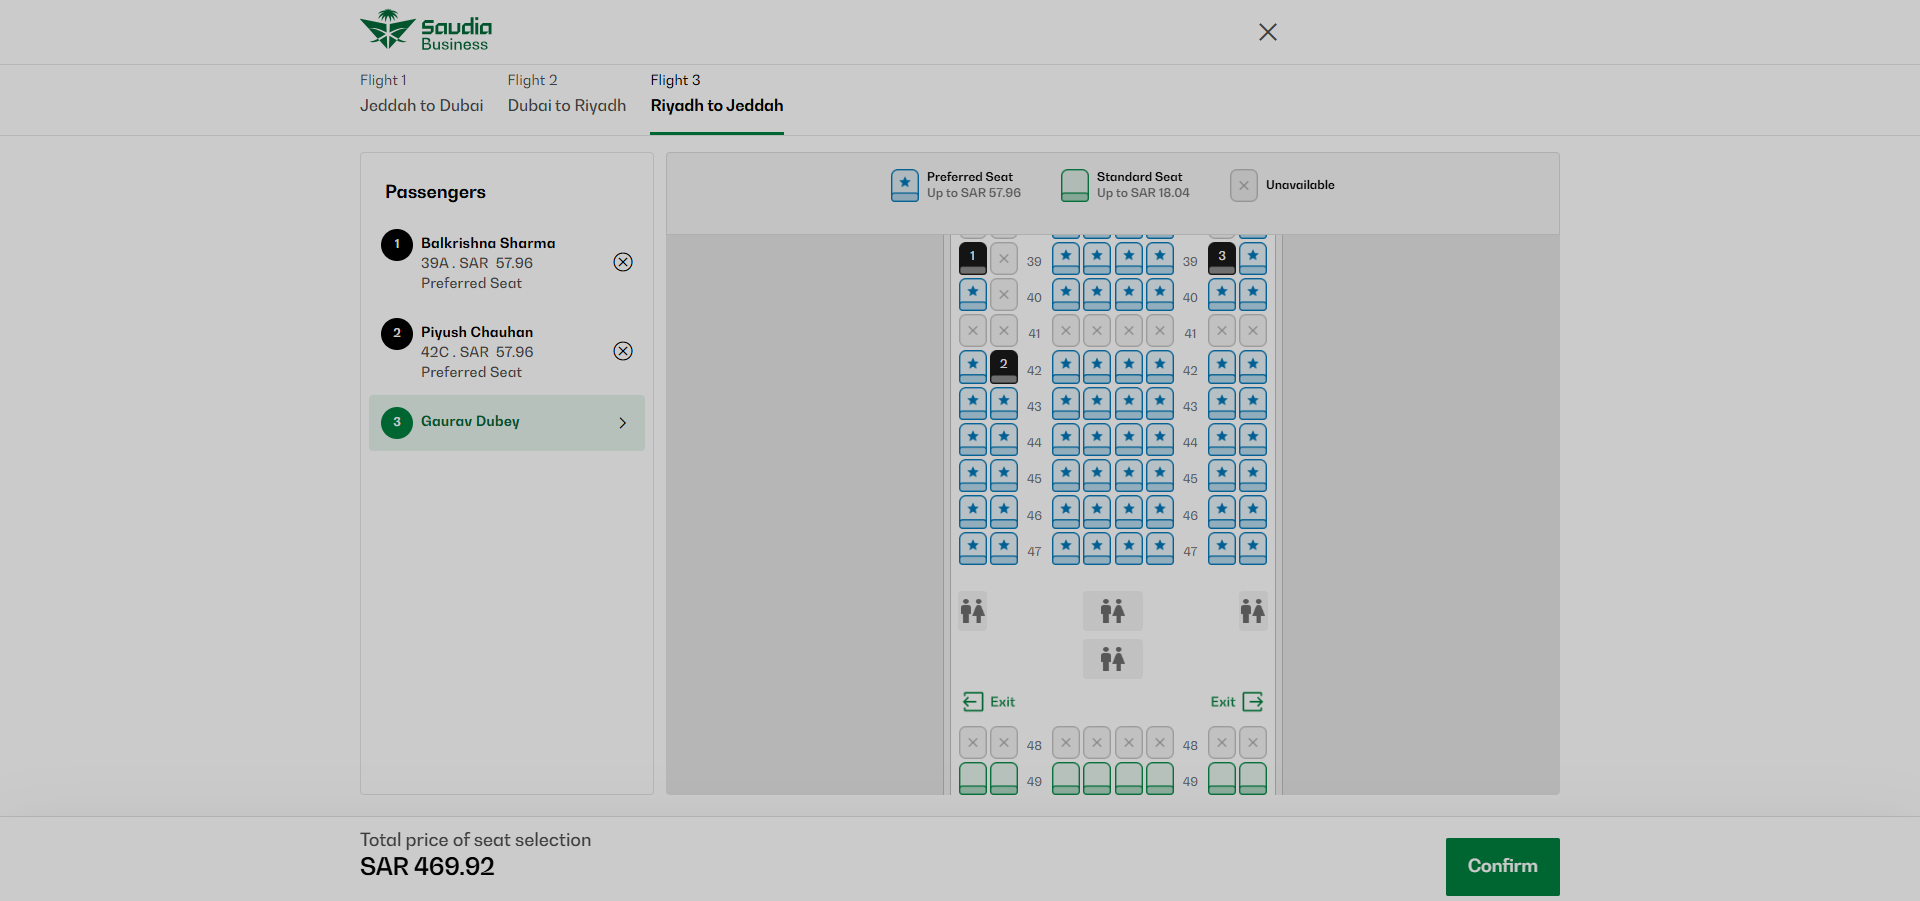 Saudia
Business
Flight 1
Jeddah to Dubai
Flight 2
Dubai to Riyadh
Flight 3
Riyadh to Jeddah
Passengers
1
Balkrishna Sharma
39A . SAR 57.96
Preferred Seat
2
Piyush Chauhan
42C . SAR 57.96
Preferred Seat
3
Gaurav Dubey
Preferred Seat
Up to SAR 57.96
Standard Seat
Up to SAR 18.04
Unavailable
1 39 39 3
40 40
41 41
2 42 42
43 43
44 44
45 45
46 46
47 47
Exit Exit
48 48
49 49
Total price of seat selection
SAR 469.92
Confirm